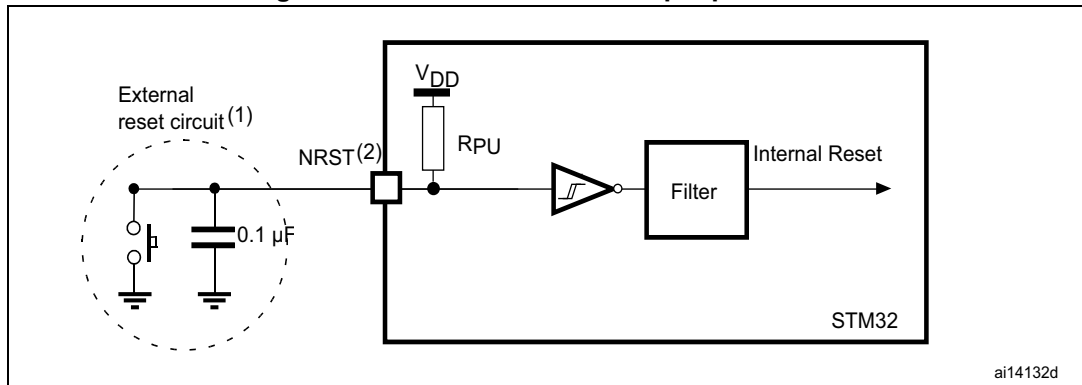 External
reset circuit(1)
NRST(2)
VDD
RPU
0.1 µF
Filter
Internal Reset
STM32
ai14132d